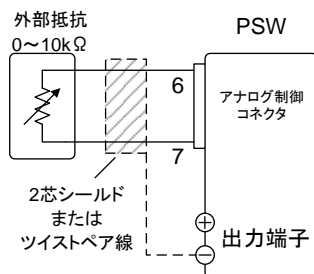 外部抵抗
0～10kΩ
PSW
6
アナログ制御
コネクタ
7
2芯シールド
または
ツイストペア線
+
出力端子
-